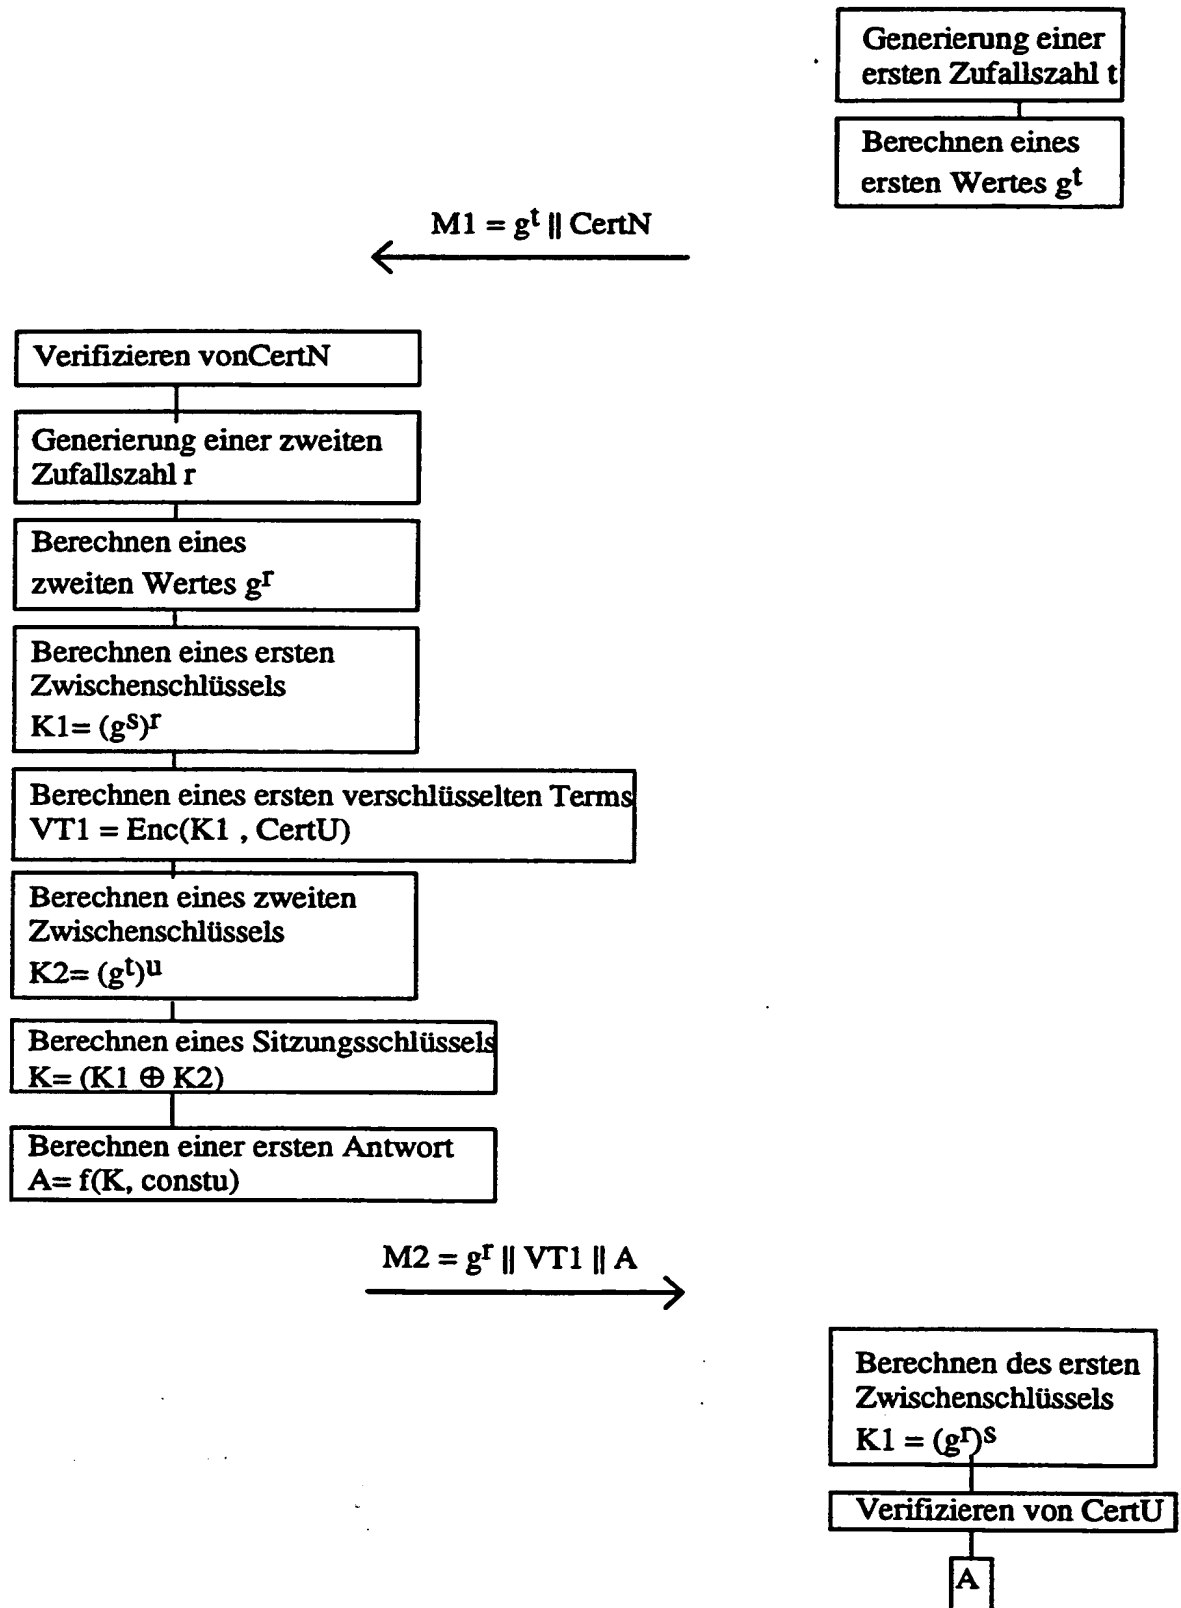 Generierung einer
ersten Zufallszahl t
Berechnen eines
ersten Wertes g^t
M1 = g^t || CertN
Verifizieren vonCertN
Generierung einer zweiten
Zufallszahl r
Berechnen eines
zweiten Wertes g^r
Berechnen eines ersten
Zwischenschlüssels
K1= (g^s)^r
Berechnen eines ersten verschlüsselten Terms
VT1 = Enc(K1 , CertU)
Berechnen eines zweiten
Zwischenschlüssels
K2= (g^t)^u
Berechnen eines Sitzungsschlüssels
K= (K1 ⊕ K2)
Berechnen einer ersten Antwort
A= f(K, constu)
M2 = g^r || VT1 || A
Berechnen des ersten
Zwischenschlüssels
K1 = (g^r)^s
Verifizieren von CertU
A